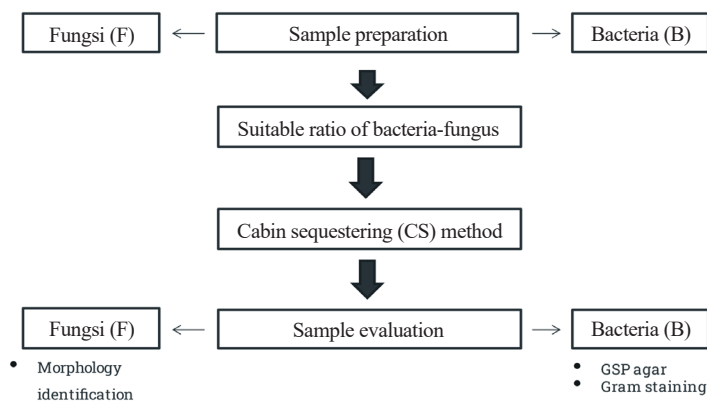 Fungsi (F)
Sample preparation
Bacteria (B)
Suitable ratio of bacteria-fungus
Cabin sequestering (CS) method
Fungsi (F)
Sample evaluation
Bacteria (B)
• Morphology
identification
• GSP agar
• Gram staining